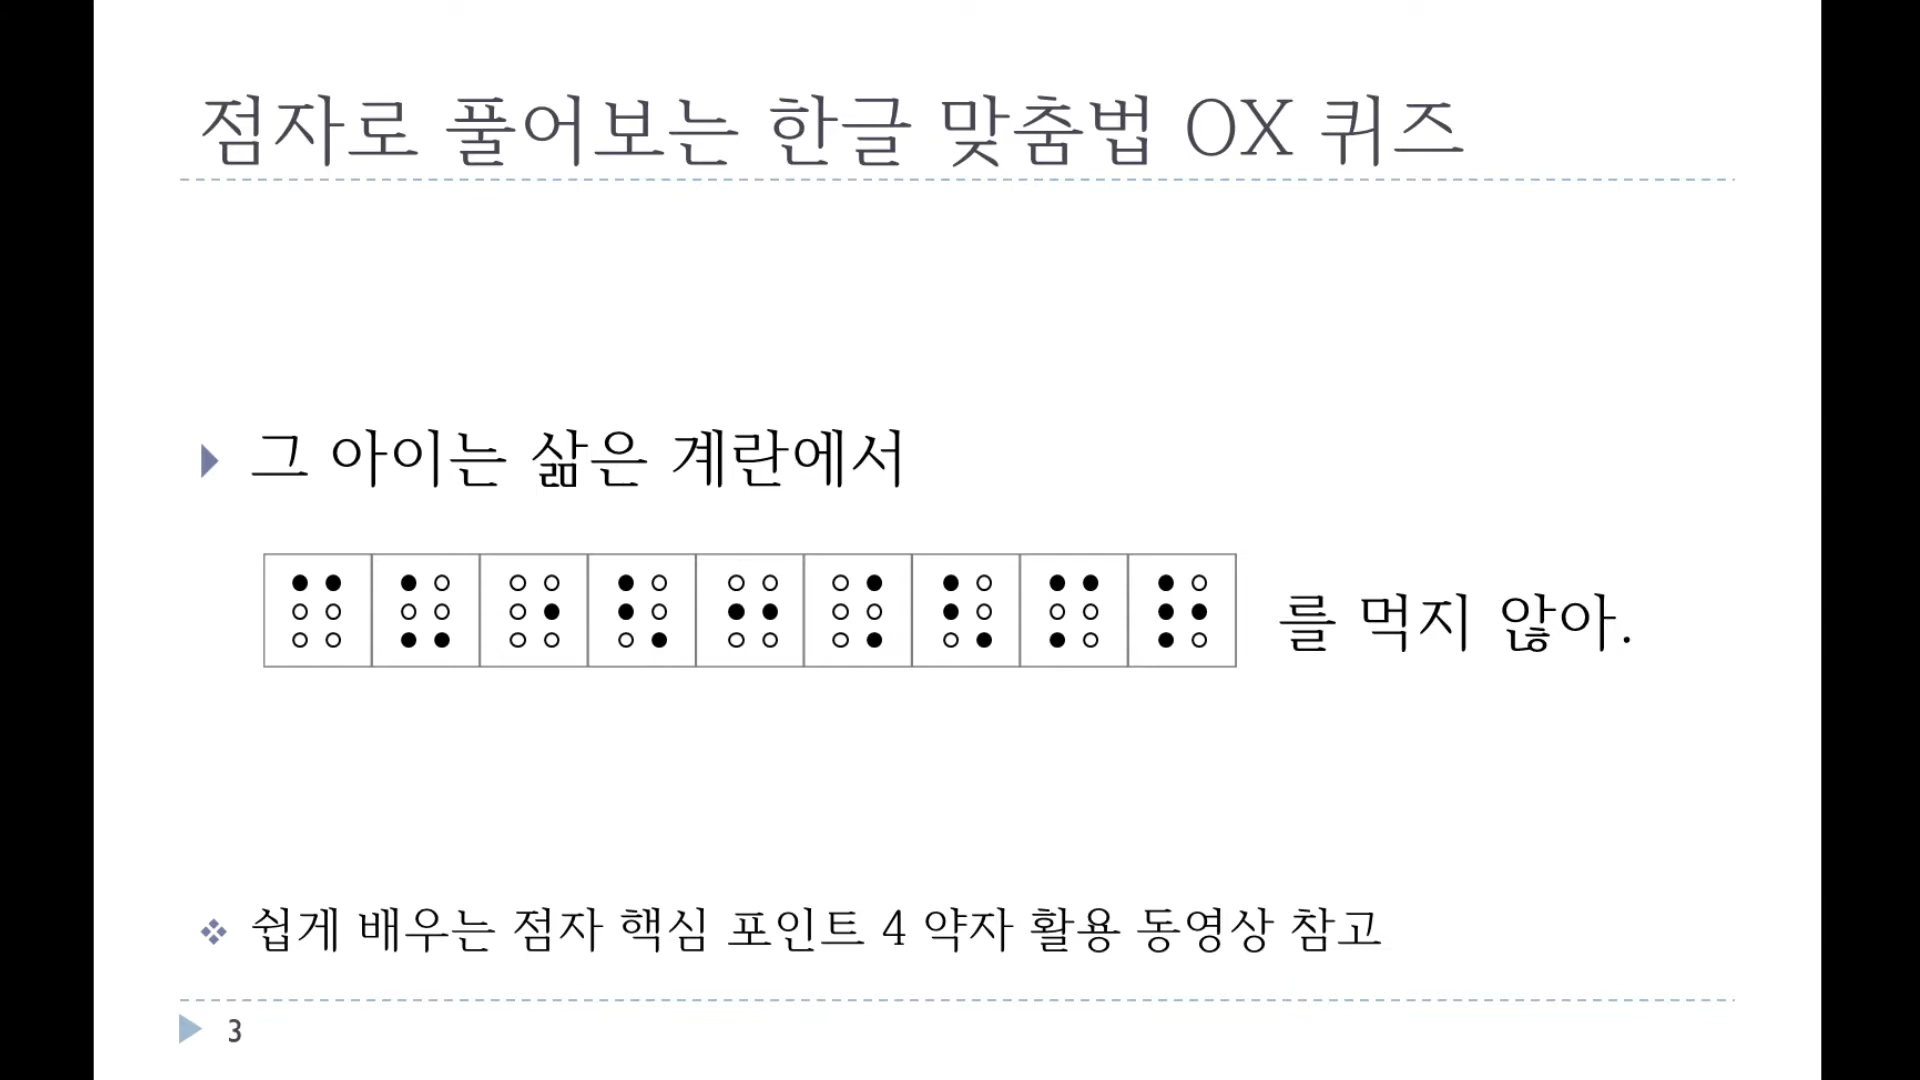 점자로 풀어보는 한글 맞춤법 OX 퀴즈
그 아이는 삶은 계란에서
⠉⠥⠐⠣⠒⠨⠣⠍⠗ 를 먹지 않아.
쉽게 배우는 점자 핵심 포인트 4 약자 활용 동영상 참고
3